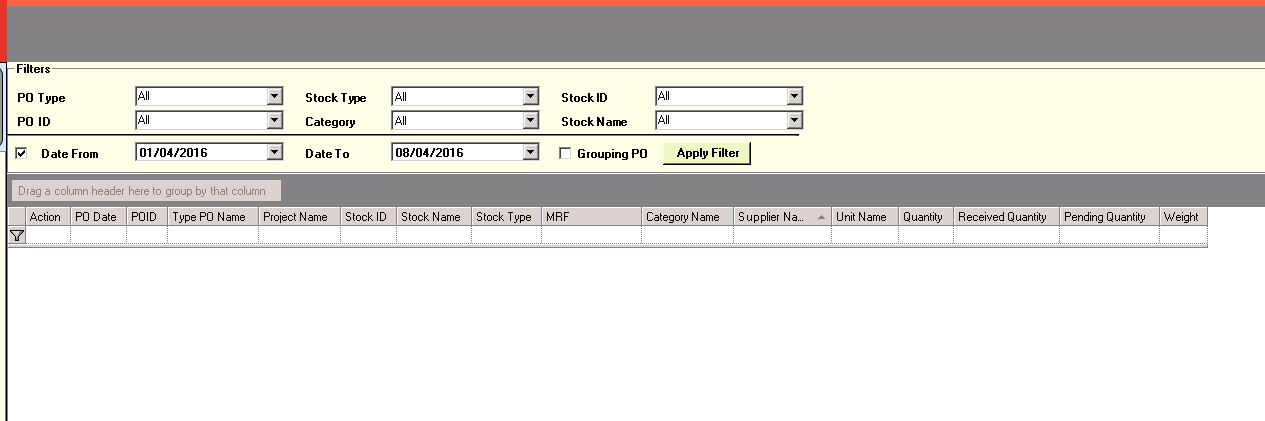 Filters
PO Type All Stock Type All Stock ID All
PO ID All Category All Stock Name All
Date From 01/04/2016 Date To 08/04/2016 Grouping PO Apply Filter
Drag a column header here to group by that column
Action PO Date POID Type PO Name Project Name Stock ID Stock Name Stock Type MRF Category Name Supplier Na... Unit Name Quantity Received Quantity Pending Quantity Weight